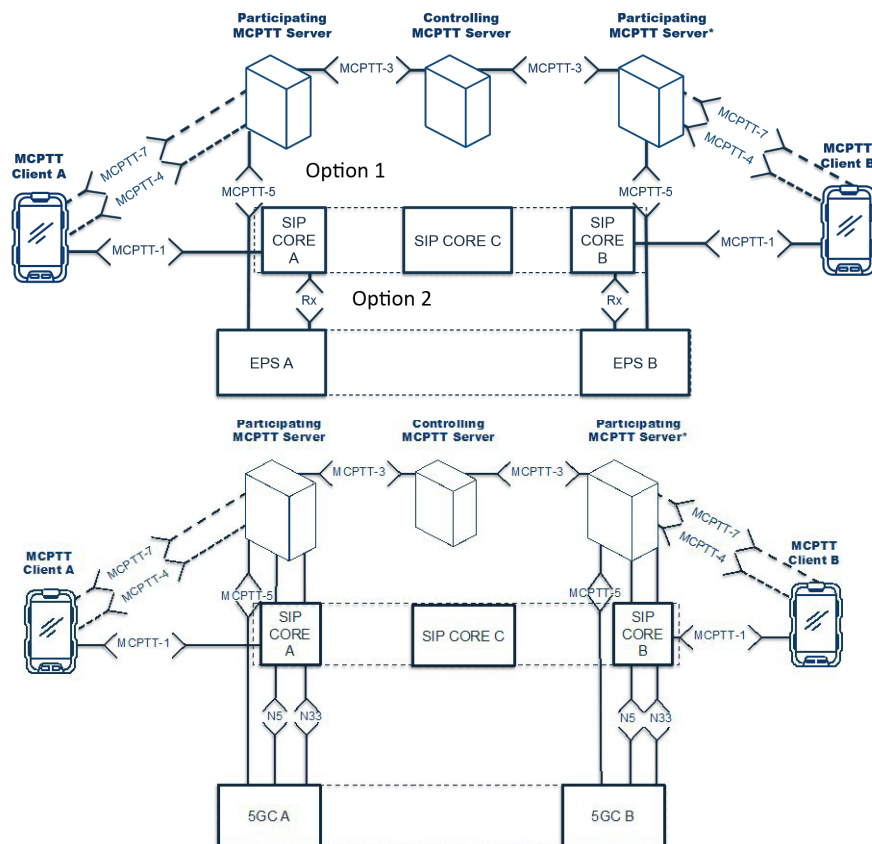 Participating
MCPTT Server
Controlling
MCPTT Server
Participating
MCPTT Server*
MCPTT-3
MCPTT-3
MCPTT-7
MCPTT-4
MCPTT-7
MCPTT-4
MCPTT
Client A
MCPTT
Client B
Option 1
MCPTT-5
MCPTT-5
SIP
CORE
A
SIP CORE C
SIP
CORE
B
MCPTT-1
MCPTT-1
Rx
Option 2
Rx
EPS A
EPS B
Participating
MCPTT Server
Controlling
MCPTT Server
Participating
MCPTT Server*
MCPTT-3
MCPTT-3
MCPTT-7
MCPTT-4
MCPTT-7
MCPTT-4
MCPTT
Client A
MCPTT
Client B
MCPTT-5
MCPTT-5
SIP
CORE
A
SIP CORE C
SIP
CORE
B
MCPTT-1
MCPTT-1
N5
N33
N5
N33
5GC A
5GC B